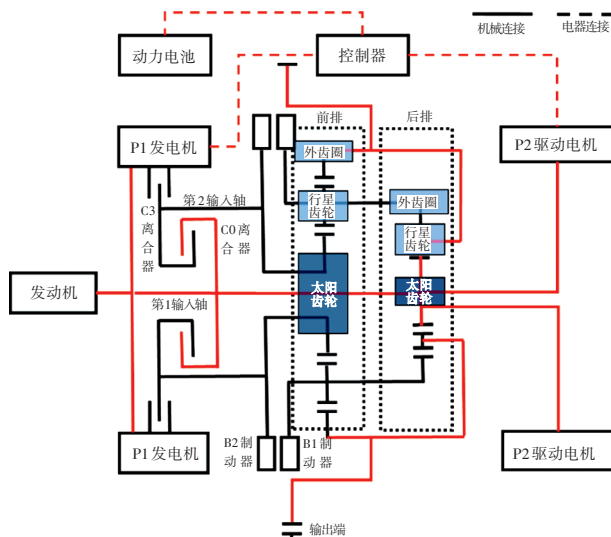 机械连接
电器连接
动力电池
控制器
前排
后排
P1发电机
外齿圈
P2驱动电机
第2输入轴
行星
齿轮
外齿圈
C3离合器
C0离合器
行星
齿轮
发动机
太阳
齿轮
太阳
齿轮
第1输入轴
P1发电机
B2制动器
B1制动器
P2驱动电机
输出端